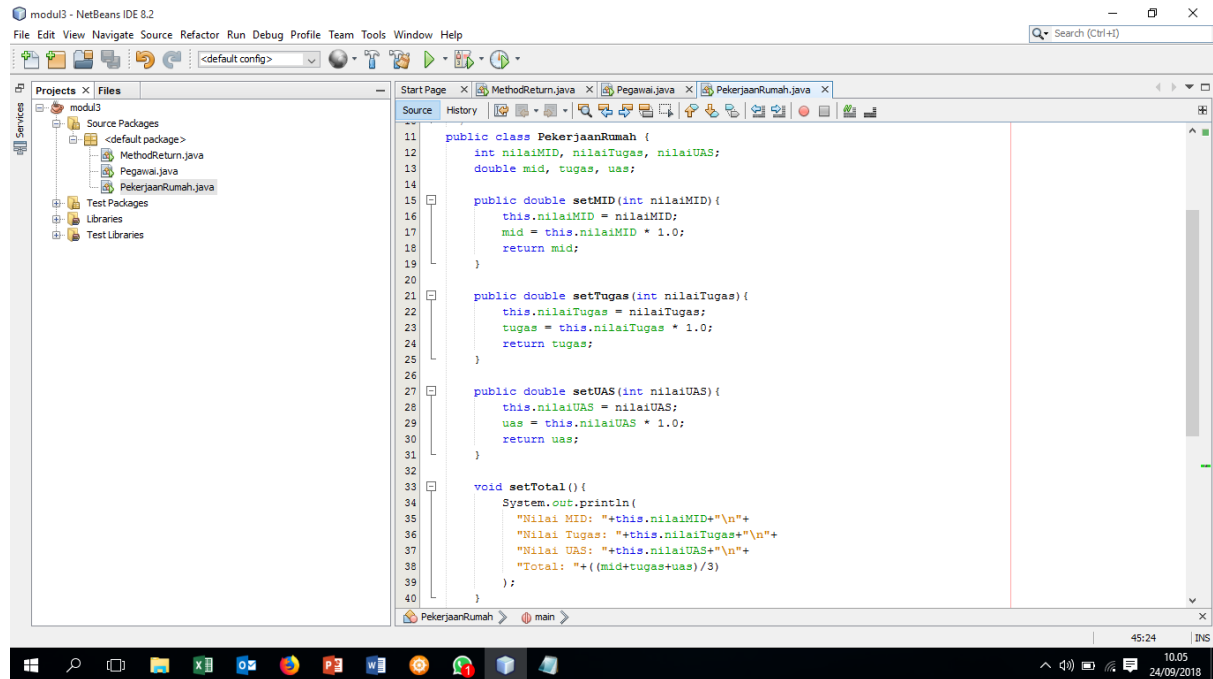 modul3 - NetBeans IDE 8.2
File Edit View Navigate Source Refactor Run Debug Profile Team Tools Window Help
Search (Ctrl+I)
<default config>
Projects Files
Start Page MethodReturn.java Pegawai.java PekerjaanRumah.java
Services
Source History
modul3
Source Packages
<default package>
MethodReturn.java
Pegawai.java
PekerjaanRumah.java
Test Packages
Libraries
Test Libraries
11 public class PekerjaanRumah {
12 int nilaiMID, nilaiTugas, nilaiUAS;
13 double mid, tugas, uas;
14
15 public double setMID(int nilaiMID){
16 this.nilaiMID = nilaiMID;
17 mid = this.nilaiMID * 1.0;
18 return mid;
19 }
20
21 public double setTugas(int nilaiTugas){
22 this.nilaiTugas = nilaiTugas;
23 tugas = this.nilaiTugas * 1.0;
24 return tugas;
25 }
26
27 public double setUAS(int nilaiUAS){
28 this.nilaiUAS = nilaiUAS;
29 uas = this.nilaiUAS * 1.0;
30 return uas;
31 }
32
33 void setTotal(){
34 System.out.println(
35 "Nilai MID: "+this.nilaiMID+"\n"+
36 "Nilai Tugas: "+this.nilaiTugas+"\n"+
37 "Nilai UAS: "+this.nilaiUAS+"\n"+
38 "Total: "+((mid+tugas+uas)/3)
39 );
40 }
PekerjaanRumah main
45:24 INS
10.05
24/09/2018